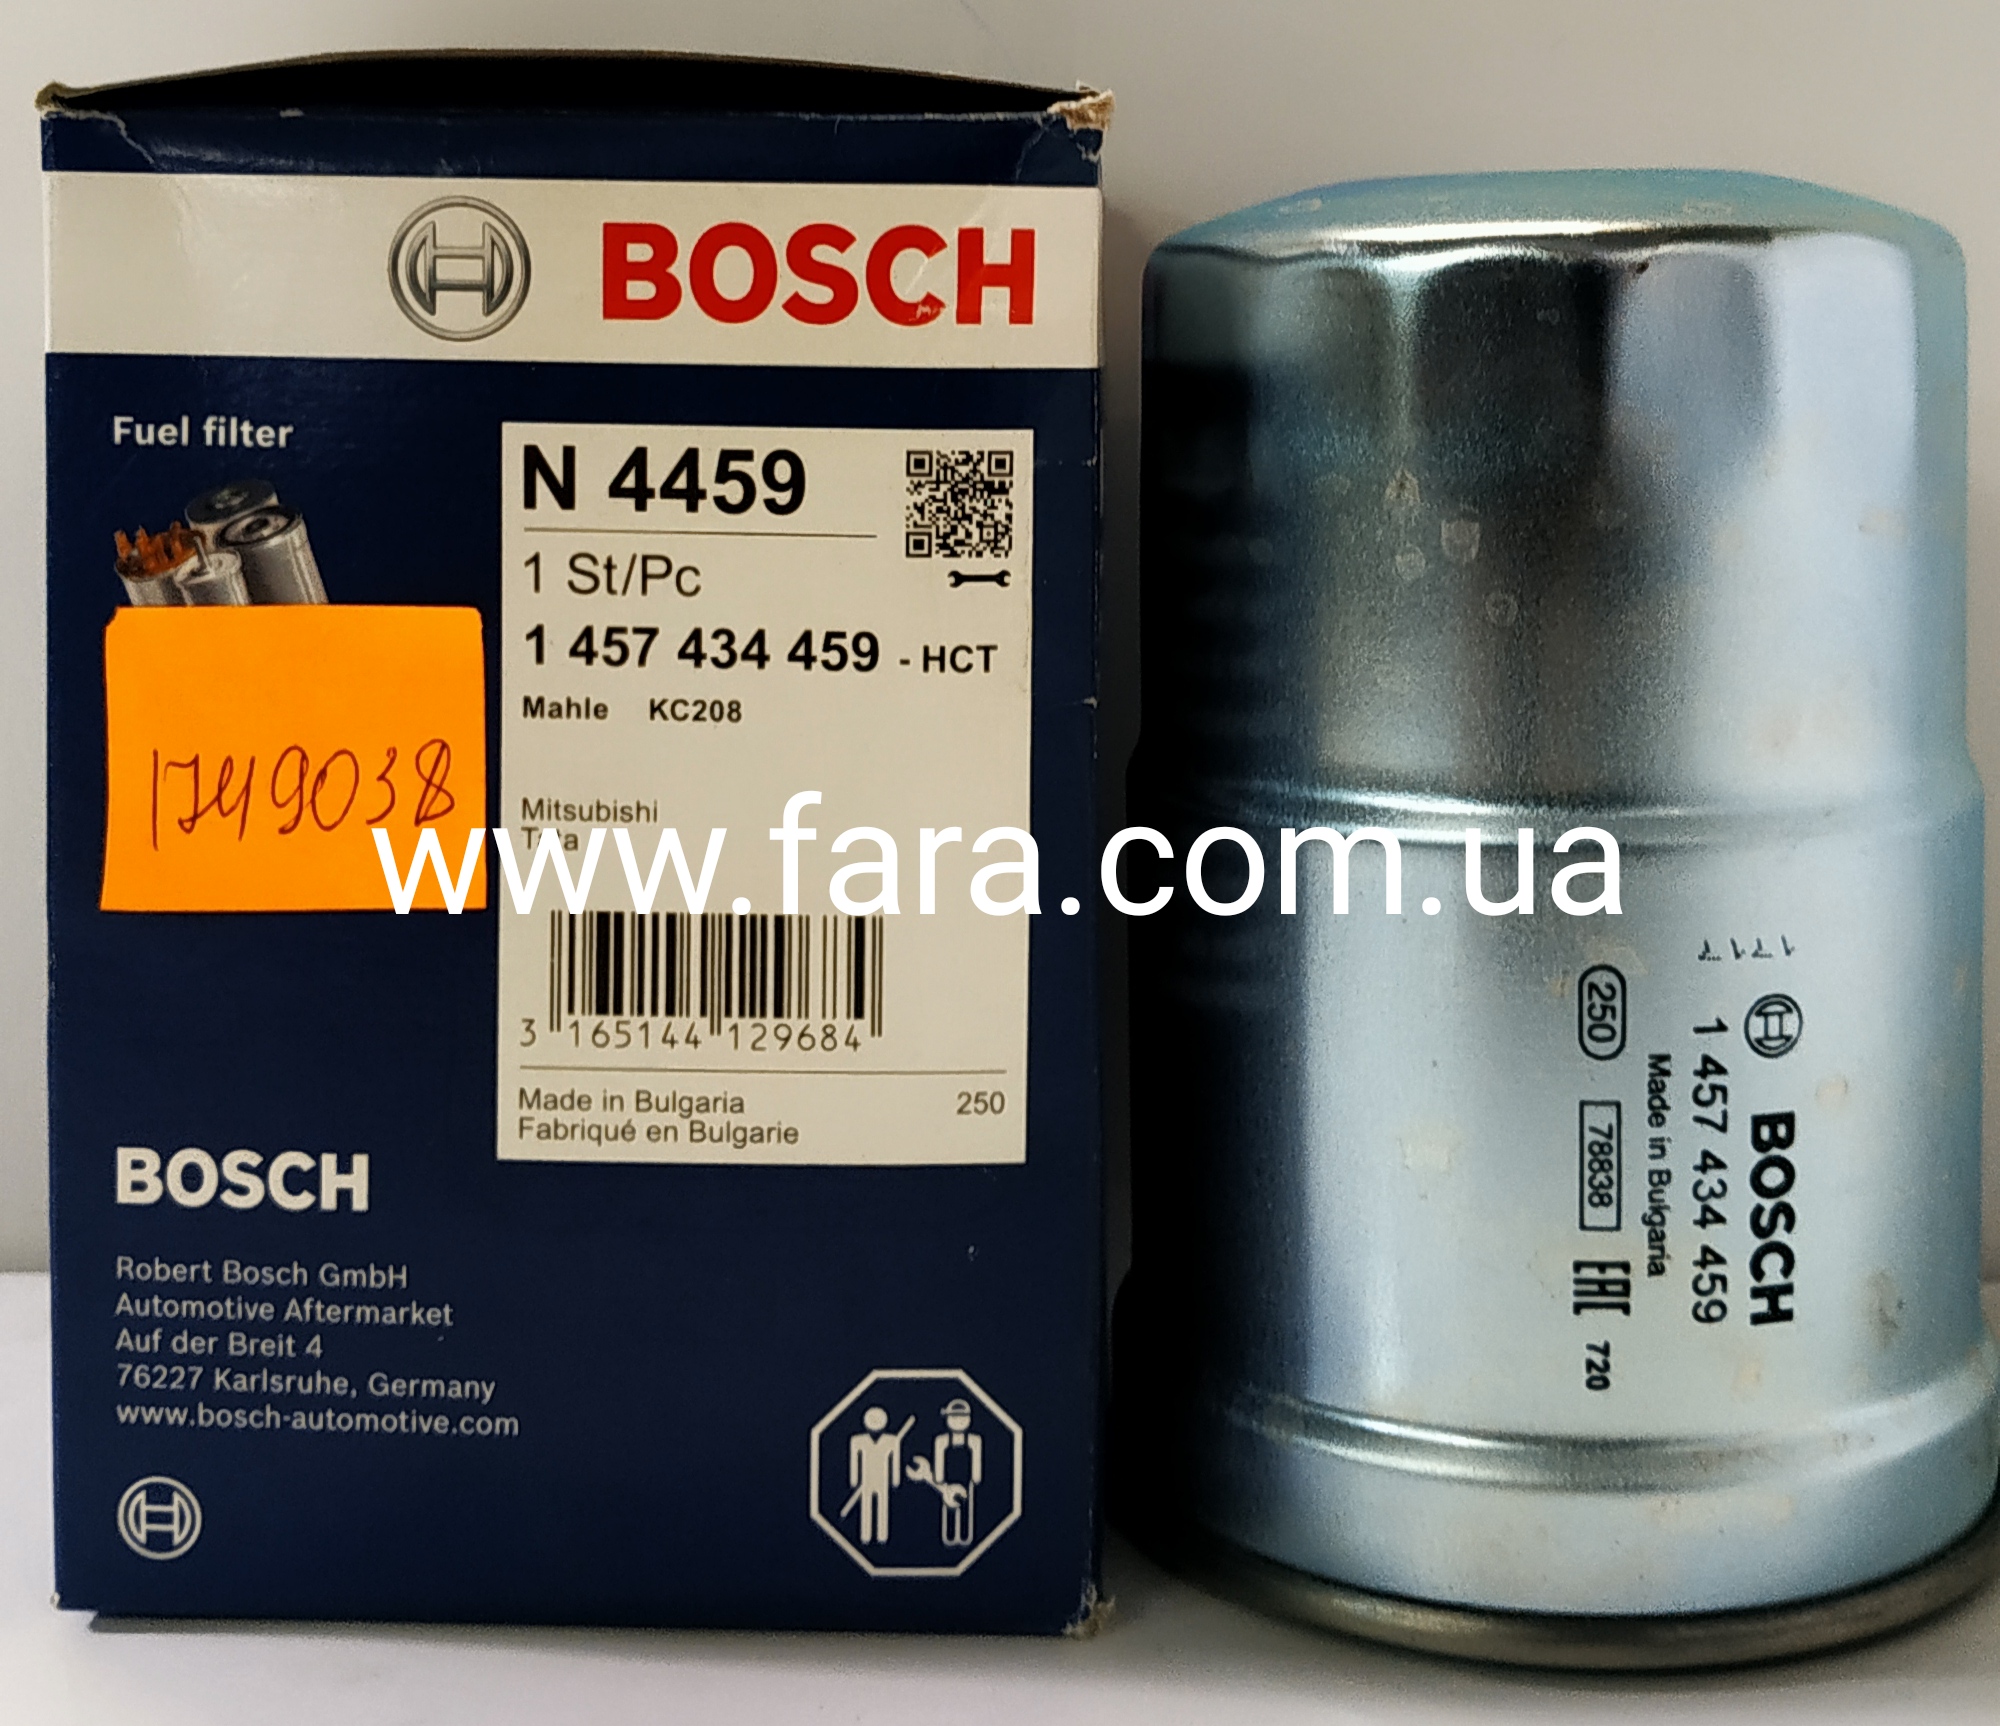 BOSCH
Fuel filter
N 4459
1 St/Pc
1 457 434 459 - HCT
Mahle KC208
1749038
Mitsubishi
www.fara.com.ua
3 165144 129684
Made in Bulgaria 250
Fabriqué en Bulgarie
BOSCH
Robert Bosch GmbH
Automotive Aftermarket
Auf der Breit 4
76227 Karlsruhe, Germany
www.bosch-automotive.com
BOSCH
1 457 434 459
Made in Bulgaria
250 78838 EAC 720